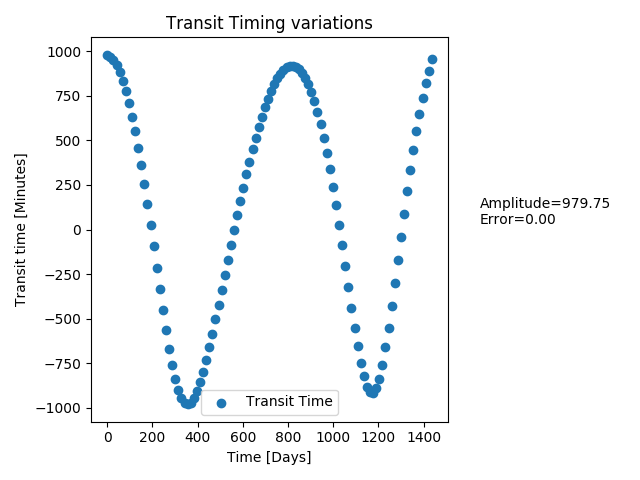 Transit Timing variations
Transit time [Minutes]
1000
750
500
250
0
−250
−500
−750
−1000
0 200 400 600 800 1000 1200 1400
Time [Days]
Transit Time
Amplitude=979.75
Error=0.00